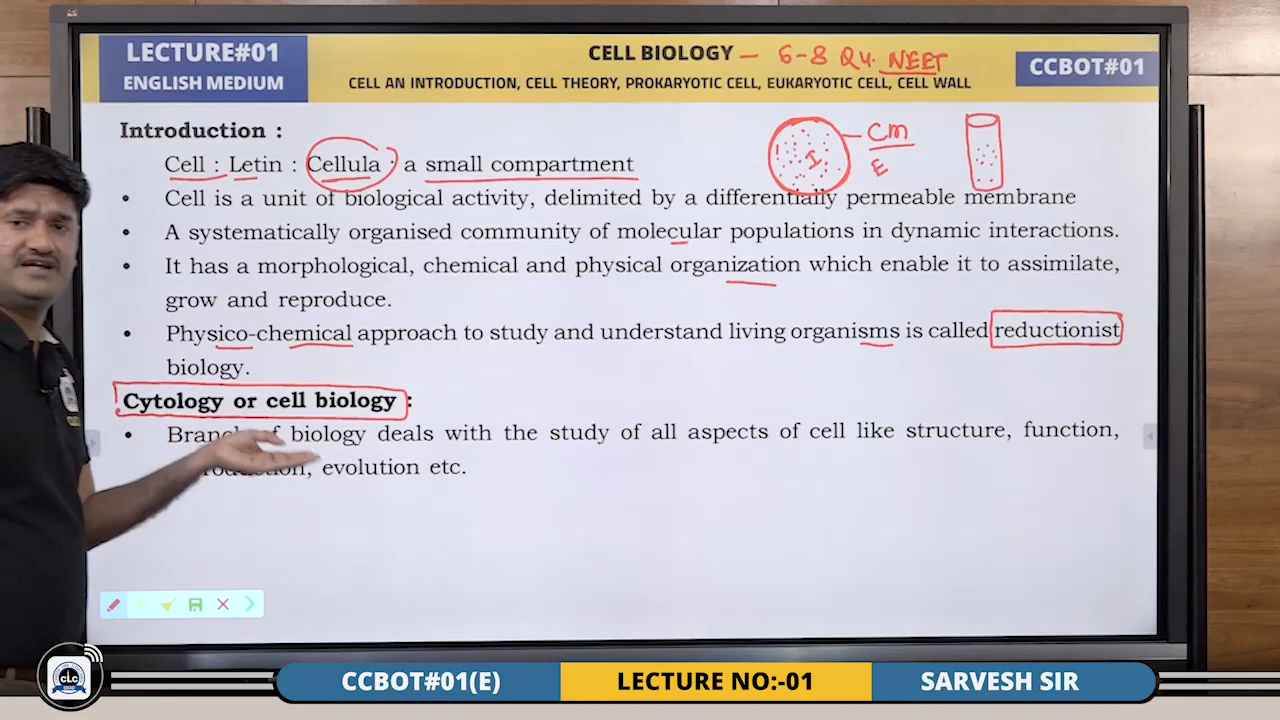 LECTURE#01
ENGLISH MEDIUM
CELL BIOLOGY — 6-8 Qu. NEET
CELL AN INTRODUCTION, CELL THEORY, PROKARYOTIC CELL, EUKARYOTIC CELL, CELL WALL
CCBOT#01
Introduction :
Cell : Letin : Cellula : a small compartment
CM
I
E
• Cell is a unit of biological activity, delimited by a differentially permeable membrane
• A systematically organised community of molecular populations in dynamic interactions.
• It has a morphological, chemical and physical organization which enable it to assimilate,
grow and reproduce.
• Physico-chemical approach to study and understand living organisms is called reductionist
biology.
Cytology or cell biology :
• Branch of biology deals with the study of all aspects of cell like structure, function,
evolution etc.
CLC
CCBOT#01(E)
LECTURE NO:-01
SARVESH SIR